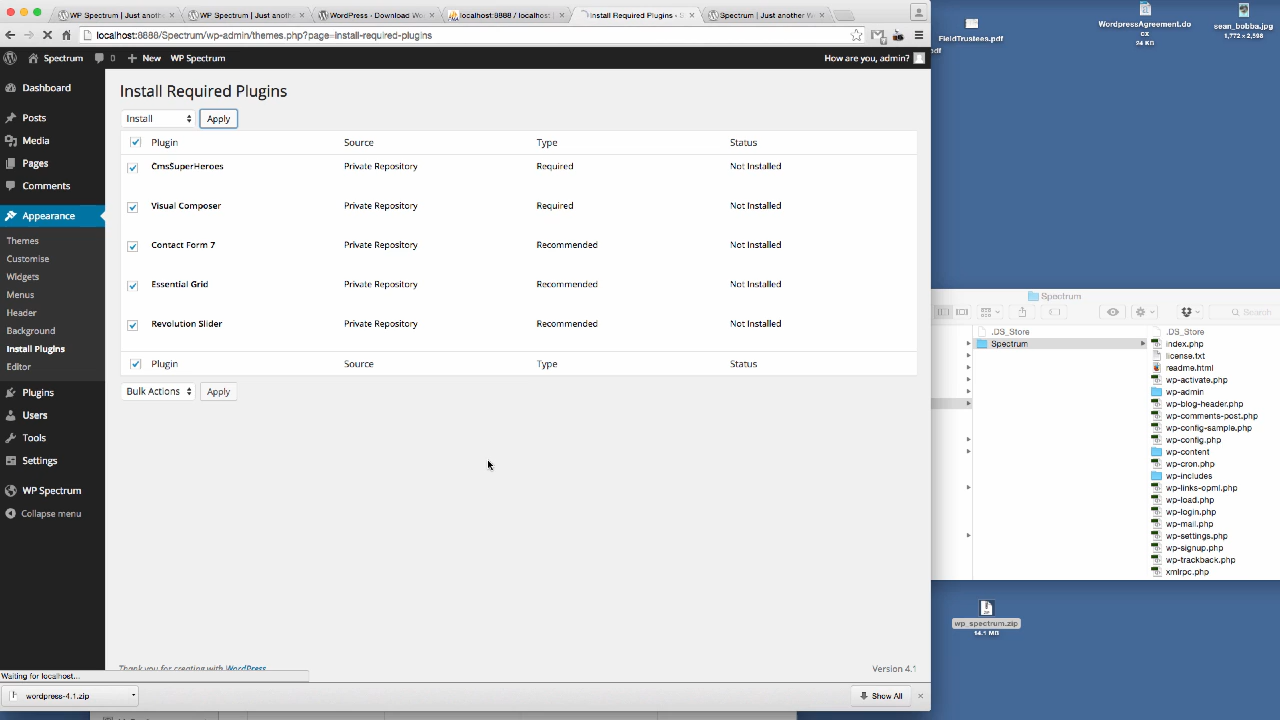 WP Spectrum | Just anoth
WP Spectrum | Just anoth
WordPress › Download Wo
localhost:8888 / localhost |
Install Required Plugins ‹ S
Spectrum | Just another W
localhost:8888/Spectrum/wp-admin/themes.php?page=install-required-plugins
Spectrum
0
New
WP Spectrum
How are you, admin?
Dashboard
Posts
Media
Pages
Comments
Appearance
Themes
Customise
Widgets
Menus
Header
Background
Install Plugins
Editor
Plugins
Users
Tools
Settings
WP Spectrum
Collapse menu
Install Required Plugins
Install
Apply
Plugin Source Type Status
CmsSuperHeroes Private Repository Required Not Installed
Visual Composer Private Repository Required Not Installed
Contact Form 7 Private Repository Recommended Not Installed
Essential Grid Private Repository Recommended Not Installed
Revolution Slider Private Repository Recommended Not Installed
Plugin Source Type Status
Bulk Actions
Apply
Thank you for creating with WordPress.
Version 4.1
Waiting for localhost...
wordpress-4.1.zip
Show All
FieldTrustees.pdf
pdf
WordpressAgreement.do
cx
24 KB
sean_bobba.jpg
1,772 × 2,598
Spectrum
Search
.DS_Store
Spectrum
.DS_Store
index.php
license.txt
readme.html
wp-activate.php
wp-admin
wp-blog-header.php
wp-comments-post.php
wp-config-sample.php
wp-config.php
wp-content
wp-cron.php
wp-includes
wp-links-opml.php
wp-load.php
wp-login.php
wp-mail.php
wp-settings.php
wp-signup.php
wp-trackback.php
xmlrpc.php
ZIP
wp_spectrum.zip
14.1 MB